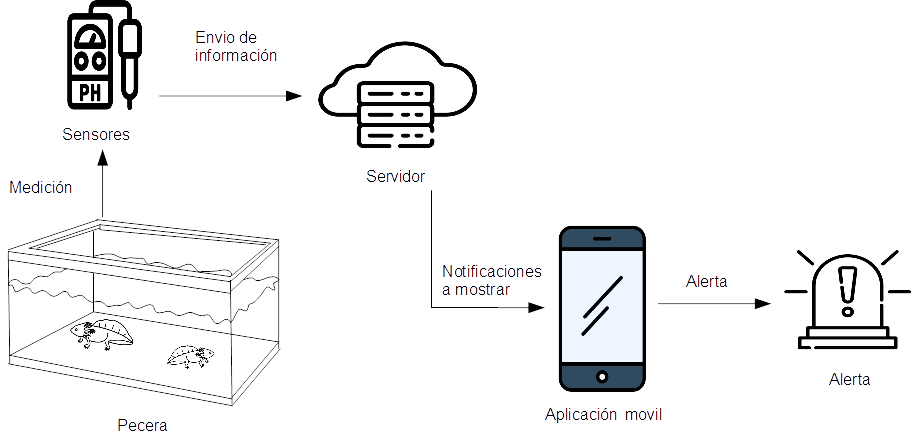 Envio de
información
PH
Sensores
Medición
Servidor
Notificaciones
a mostrar
Alerta
Alerta
Aplicación movil
Pecera